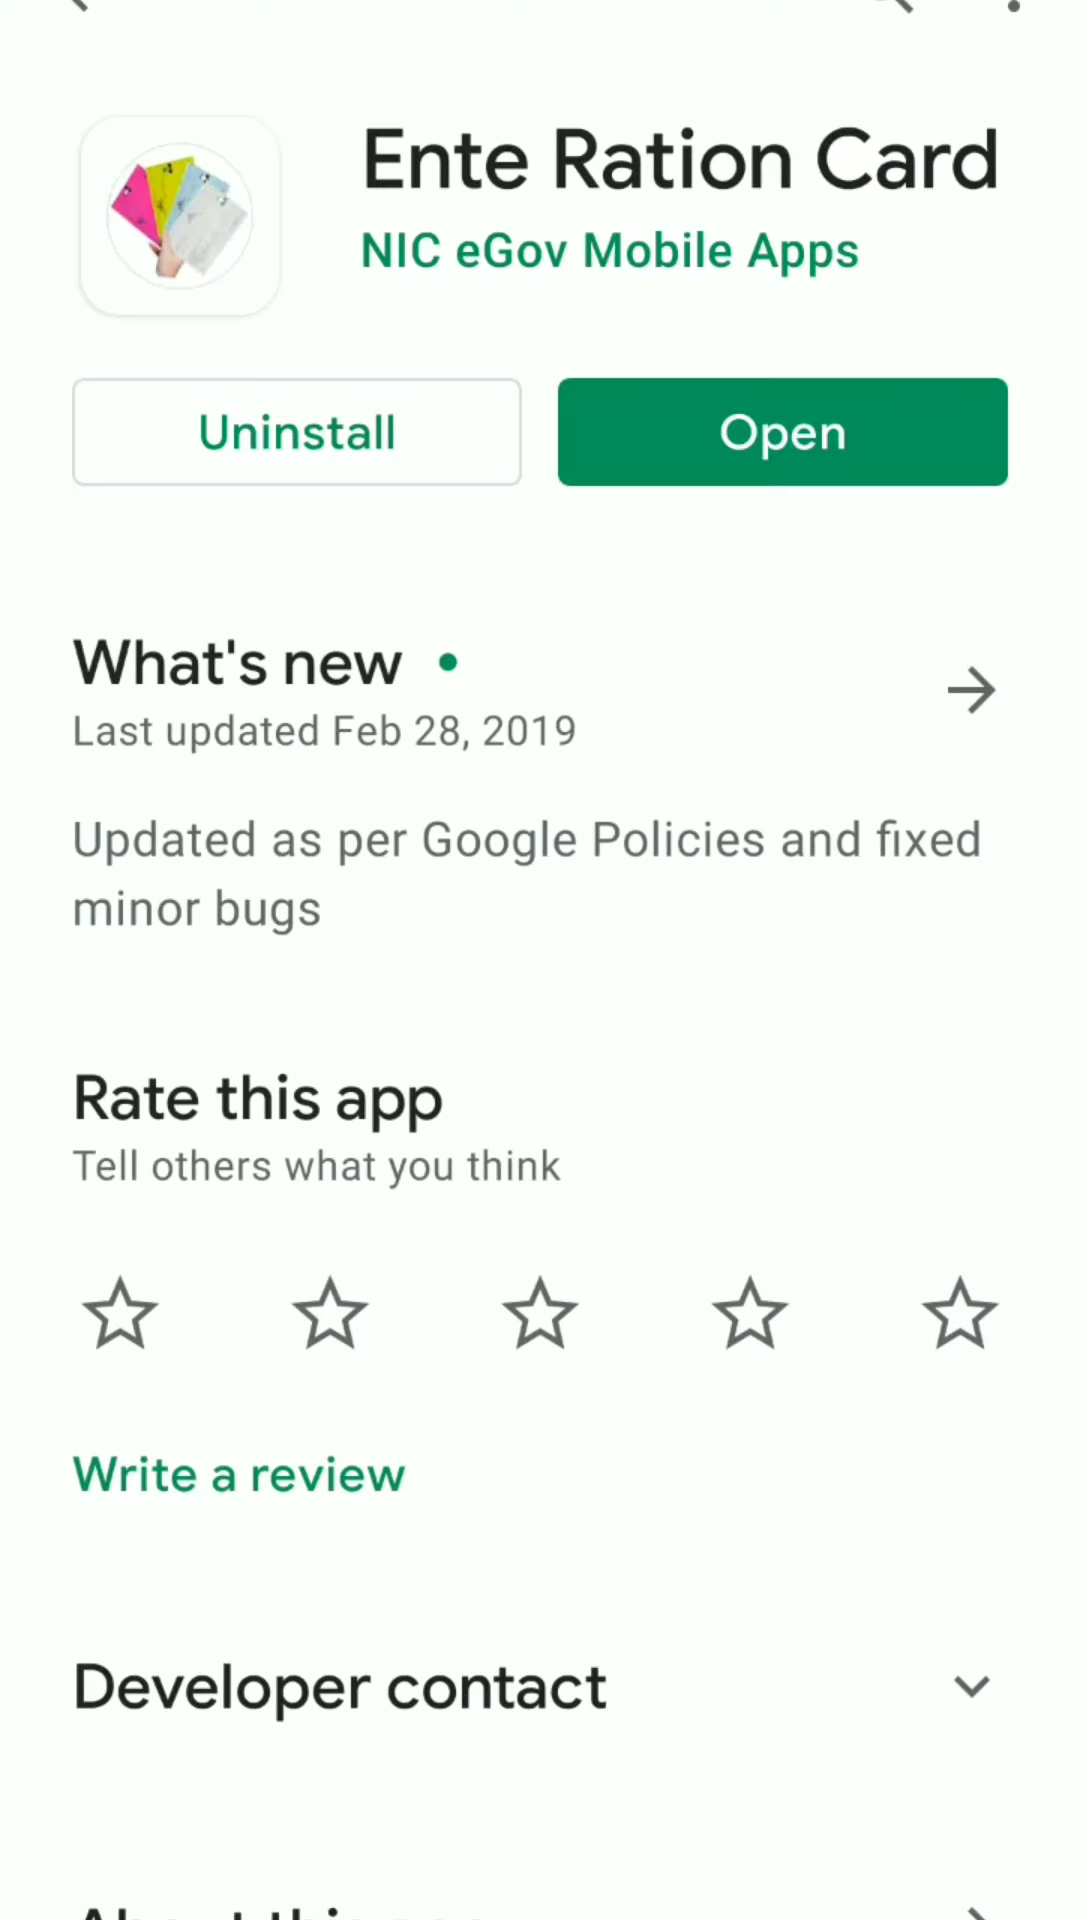 Ente Ration Card
NIC eGov Mobile Apps
Uninstall
Open
What's new
Last updated Feb 28, 2019
Updated as per Google Policies and fixed
minor bugs
Rate this app
Tell others what you think
Write a review
Developer contact